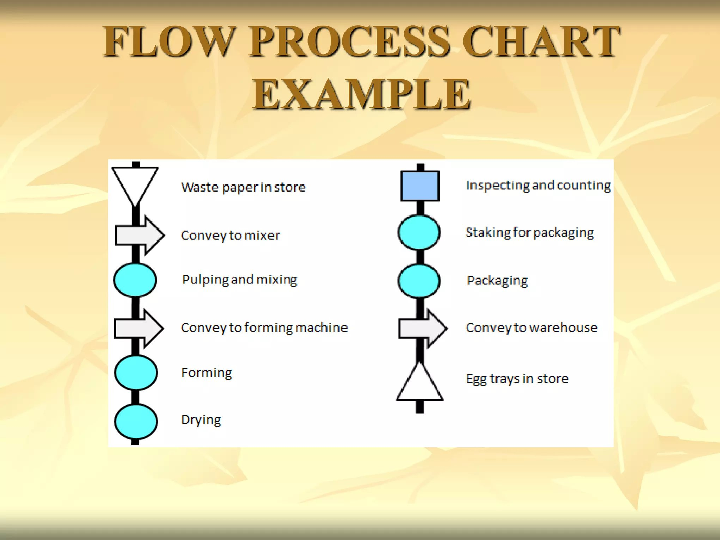 FLOW PROCESS CHART
EXAMPLE
Waste paper in store
Convey to mixer
Pulping and mixing
Convey to forming machine
Forming
Drying
Inspecting and counting
Staking for packaging
Packaging
Convey to warehouse
Egg trays in store